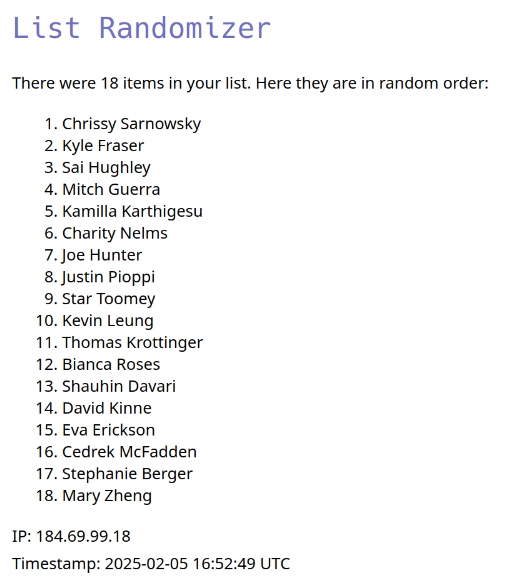 List Randomizer
There were 18 items in your list. Here they are in random order:
1. Chrissy Sarnowsky
2. Kyle Fraser
3. Sai Hughley
4. Mitch Guerra
5. Kamilla Karthigesu
6. Charity Nelms
7. Joe Hunter
8. Justin Pioppi
9. Star Toomey
10. Kevin Leung
11. Thomas Krottinger
12. Bianca Roses
13. Shauhin Davari
14. David Kinne
15. Eva Erickson
16. Cedrek McFadden
17. Stephanie Berger
18. Mary Zheng
IP: 184.69.99.18
Timestamp: 2025-02-05 16:52:49 UTC